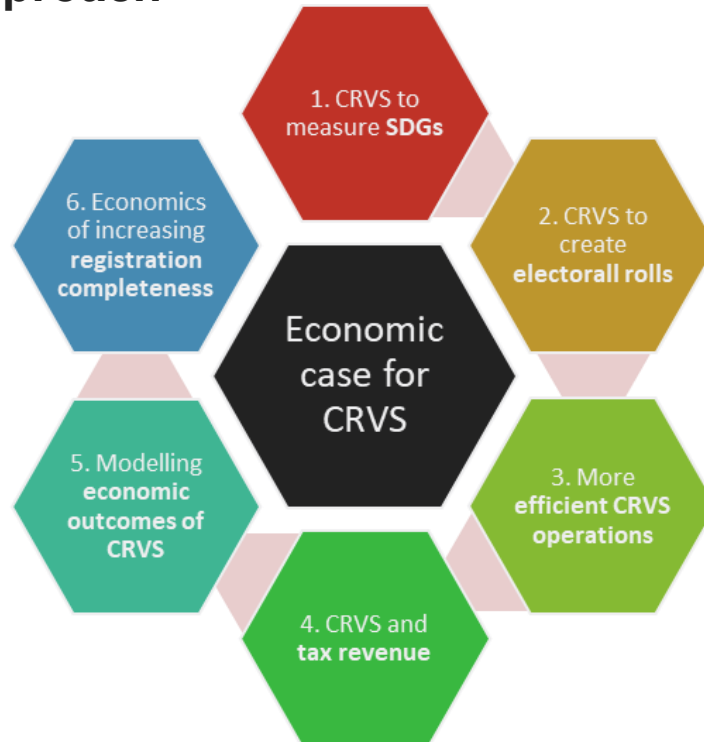 1. CRVS to
measure SDGs
2. CRVS to
create
electorall rolls
3. More
efficient CRVS
operations
4. CRVS and
tax revenue
5. Modelling
economic
outcomes of
CRVS
6. Economics
of increasing
registration
completeness
Economic
case for
CRVS